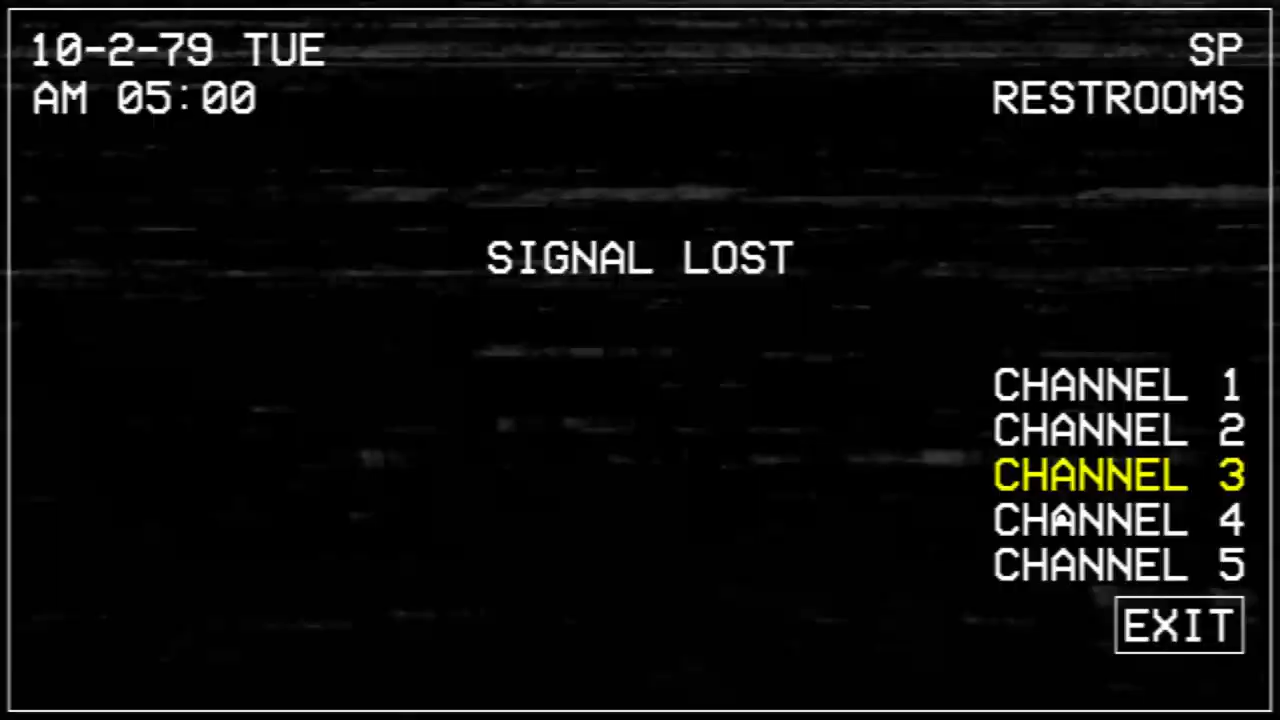 10-2-79 TUE
AM 05:00
SP
RESTROOMS
SIGNAL LOST
CHANNEL 1
CHANNEL 2
CHANNEL 3
CHANNEL 4
CHANNEL 5
EXIT